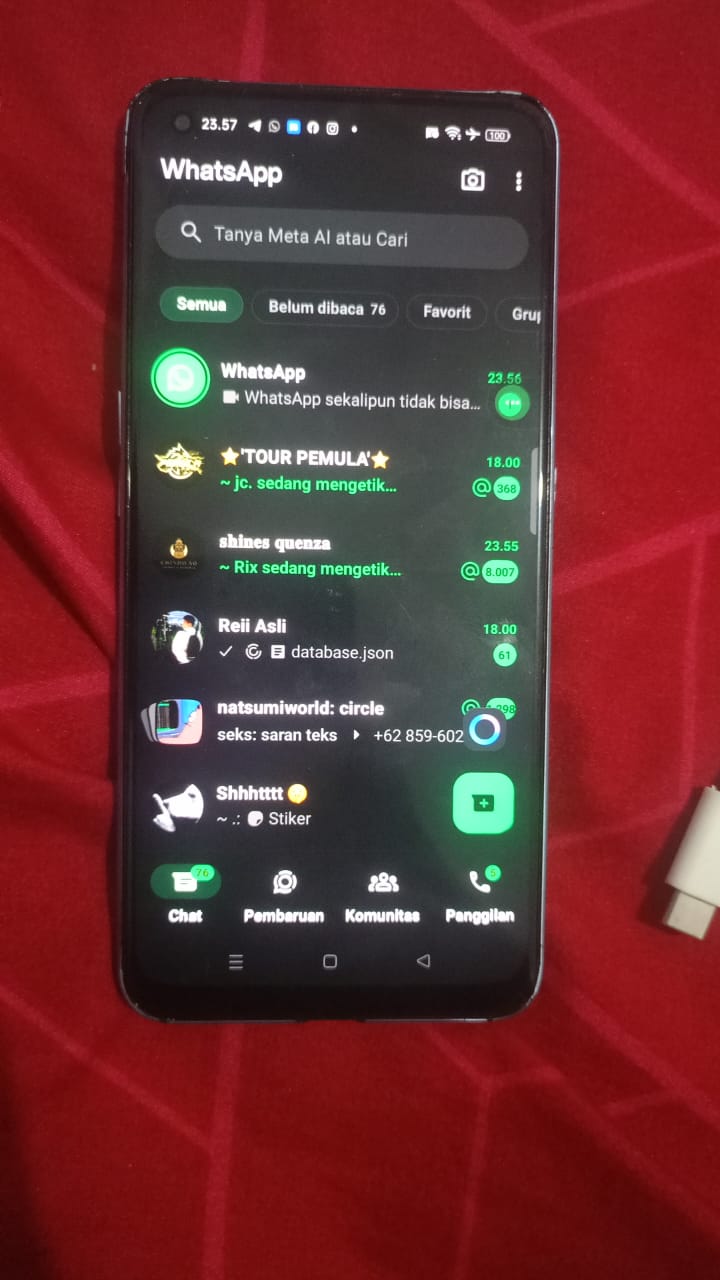 23.57
100
WhatsApp
Tanya Meta AI atau Cari
Semua
Belum dibaca 76
Favorit
WhatsApp
23.56
WhatsApp sekalipun tidak bisa...
⭐'TOUR PEMULA'⭐
18.00
~ jc. sedang mengetik...
@ 368
𝖘𝖍𝖎𝖓𝖊𝖘 𝖖𝖚𝖊𝖓𝖟𝖆
23.55
~ Rix sedang mengetik...
@ 8.007
Reii Asli
18.00
database.json
61
natsumiworld: circle
@
seks: saran teks
+62 859-602
Shhhtttt
~ .: Stiker
76
5
Chat
Pembaruan
Komunitas
Panggilan